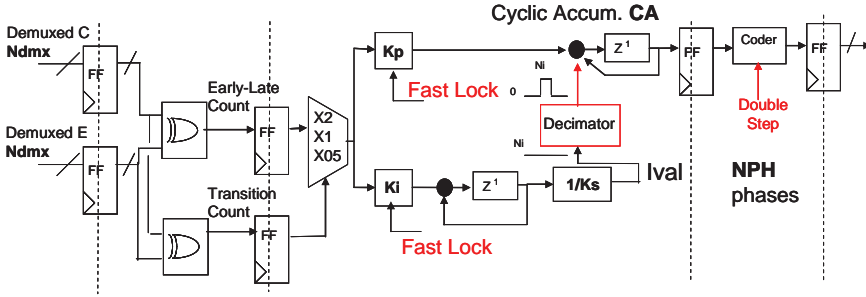 Cyclic Accum. CA
Demuxed C
Ndmx
FF
Early-Late
Count
FF
X2
X1
X05
Kp
Fast Lock
Ni
0
Z¹
FF
Coder
FF
Double
Step
Decimator
Ni
Demuxed E
Ndmx
FF
Transition
Count
FF
Ki
Fast Lock
Z¹
1/Ks
Ival
NPH
phases